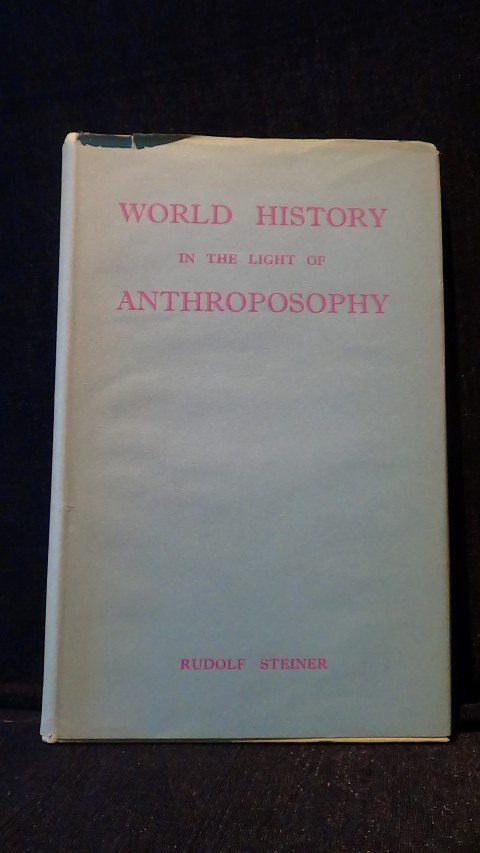 WORLD HISTORY
IN THE LIGHT OF
ANTHROPOSOPHY
RUDOLF STEINER